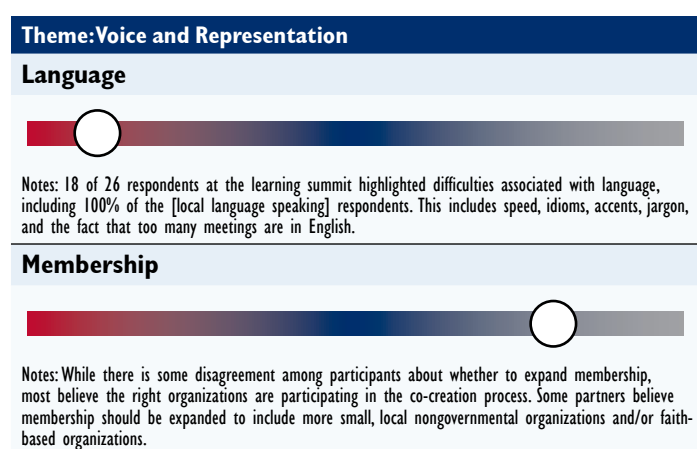 Theme: Voice and Representation
Language
Notes: 18 of 26 respondents at the learning summit highlighted difficulties associated with language,
including 100% of the [local language speaking] respondents. This includes speed, idioms, accents, jargon,
and the fact that too many meetings are in English.
Membership
Notes: While there is some disagreement among participants about whether to expand membership,
most believe the right organizations are participating in the co-creation process. Some partners believe
membership should be expanded to include more small, local nongovernmental organizations and/or faith-
based organizations.